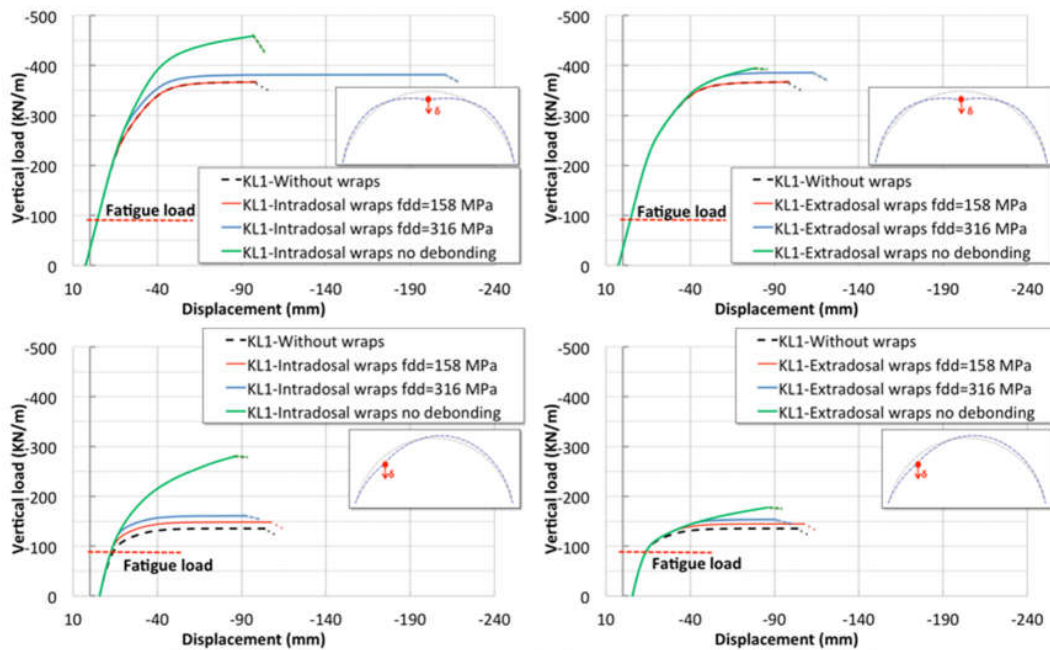 -500
-400
-300
-200
-100
0
Vertical load (KN/m)
δ
KL1-Without wraps
KL1-Intradosal wraps fdd=158 MPa
KL1-Intradosal wraps fdd=316 MPa
KL1-Intradosal wraps no debonding
Fatigue load
10 -40 -90 -140 -190 -240
Displacement (mm)
-500
-400
-300
-200
-100
0
Vertical load (KN/m)
δ
KL1-Without wraps
KL1-Extradosal wraps fdd=158 MPa
KL1-Extradosal wraps fdd=316 MPa
KL1-Extradosal wraps no debonding
Fatigue load
10 -40 -90 -140 -190 -240
Displacement (mm)
-500
-400
-300
-200
-100
0
Vertical load (KN/m)
KL1-Without wraps
KL1-Intradosal wraps fdd=158 MPa
KL1-Intradosal wraps fdd=316 MPa
KL1-Intradosal wraps no debonding
δ
Fatigue load
10 -40 -90 -140 -190 -240
Displacement (mm)
-500
-400
-300
-200
-100
0
Vertical load (KN/m)
KL1-Without wraps
KL1-Extradosal wraps fdd=158 MPa
KL1-Extradosal wraps fdd=316 MPa
KL1-Extradosal wraps no debonding
δ
Fatigue load
10 -40 -90 -140 -190 -240
Displacement (mm)